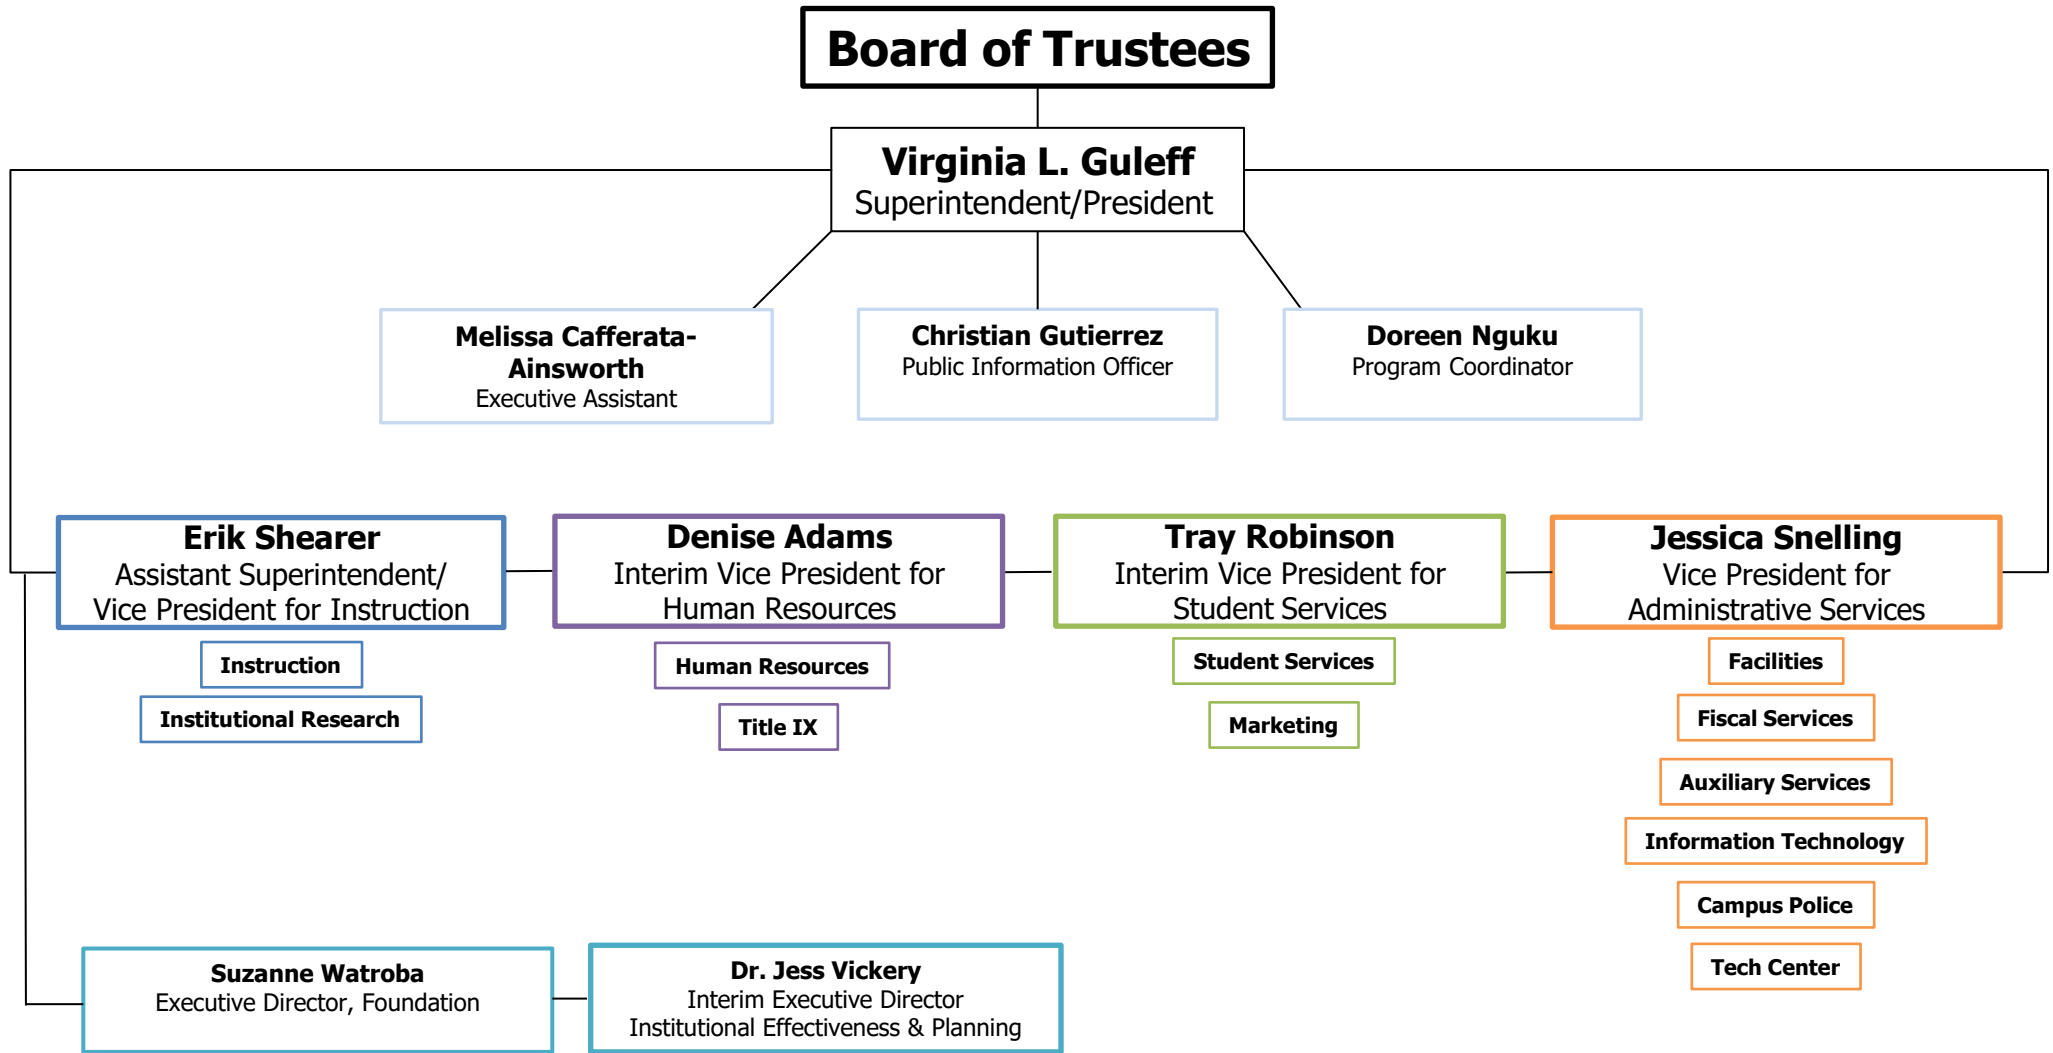 Board of Trustees
Virginia L. Guleff
Superintendent/President
Melissa Cafferata-
Ainsworth
Executive Assistant
Christian Gutierrez
Public Information Officer
Doreen Nguku
Program Coordinator
Erik Shearer
Assistant Superintendent/
Vice President for Instruction
Instruction
Institutional Research
Denise Adams
Interim Vice President for
Human Resources
Human Resources
Title IX
Tray Robinson
Interim Vice President for
Student Services
Student Services
Marketing
Jessica Snelling
Vice President for
Administrative Services
Facilities
Fiscal Services
Auxiliary Services
Information Technology
Campus Police
Tech Center
Suzanne Watroba
Executive Director, Foundation
Dr. Jess Vickery
Interim Executive Director
Institutional Effectiveness & Planning